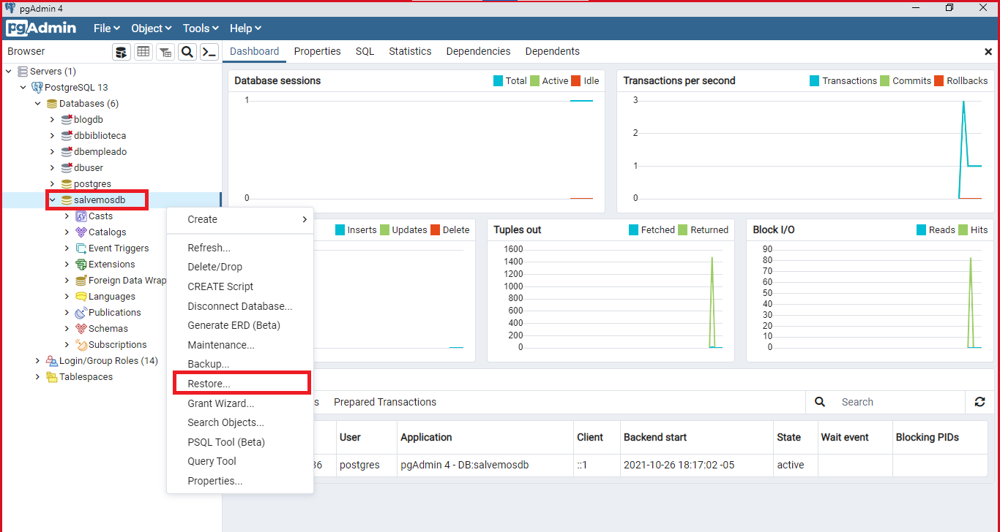 pgAdmin 4
pgAdmin File Object Tools Help
Browser
Dashboard Properties SQL Statistics Dependencies Dependents
Servers (1)
PostgreSQL 13
Databases (6)
blogdb
dbbiblioteca
dbempleado
dbuser
postgres
salvemosdb
Casts
Catalogs
Event Triggers
Extensions
Foreign Data Wrap
Languages
Publications
Schemas
Subscriptions
Login/Group Roles (14)
Tablespaces
Create
Refresh...
Delete/Drop
CREATE Script
Disconnect Database...
Generate ERD (Beta)
Maintenance...
Backup...
Restore...
Grant Wizard...
Search Objects...
PSQL Tool (Beta)
Query Tool
Properties...
Database sessions Total Active Idle
1
0
Transactions per second Transactions Commits Rollbacks
3
2
1
0
Inserts Updates Delete
Tuples out Fetched Returned
1600
1400
1200
1000
800
600
400
200
0
Block I/O Reads Hits
90
80
70
60
50
40
30
20
10
0
s Prepared Transactions Search
User Application Client Backend start State Wait event Blocking PIDs
36 postgres pgAdmin 4 - DB:salvemosdb ::1 2021-10-26 18:17:02 -05 active